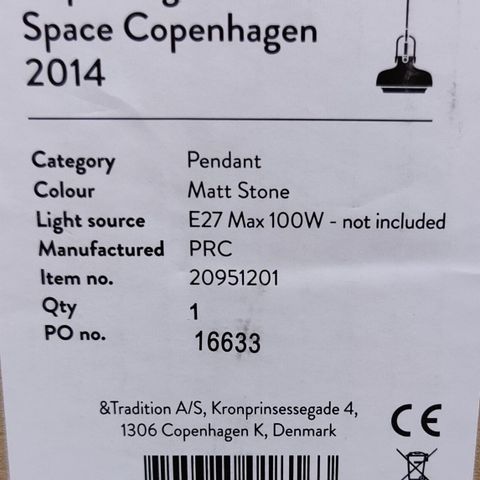 Space Copenhagen
2014
Category Pendant
Colour Matt Stone
Light source E27 Max 100W - not included
Manufactured PRC
Item no. 20951201
Qty 1
PO no. 16633
&Tradition A/S, Kronprinsessegade 4,
1306 Copenhagen K, Denmark
CE